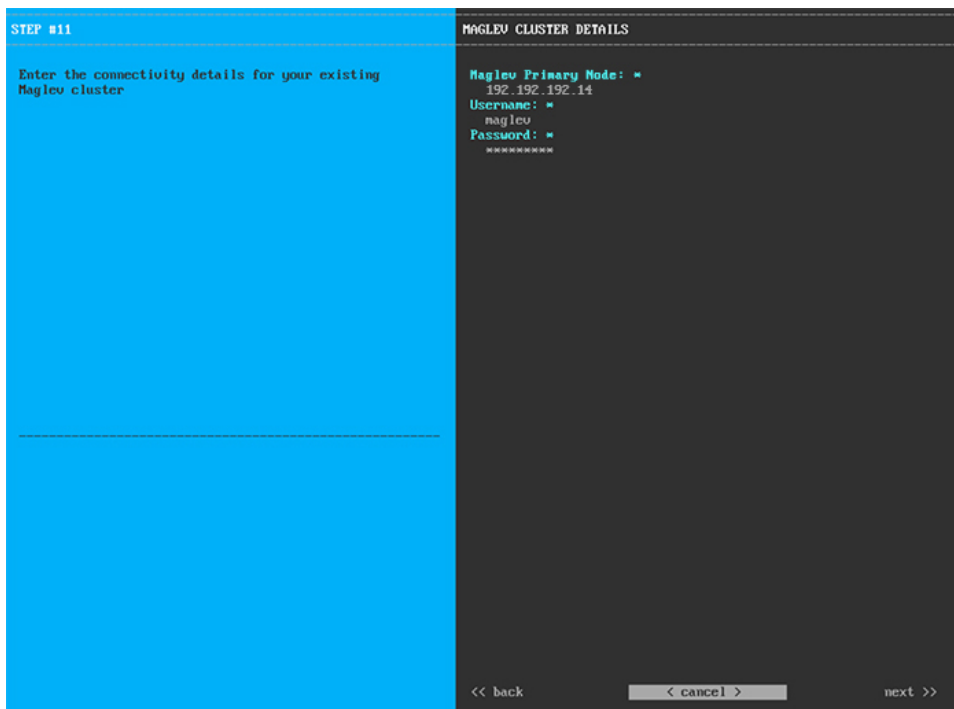 STEP #11
Enter the connectivity details for your existing
Maglev cluster
MAGLEV CLUSTER DETAILS
Maglev Primary Node: *
192.192.192.14
Username: *
maglev
Password: *
*********
<< back
< cancel >
next >>